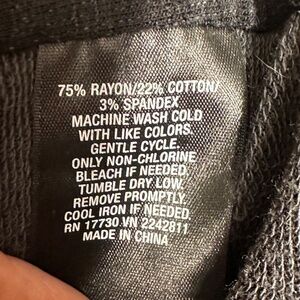 75% RAYON/22% COTTON/
3% SPANDEX
MACHINE WASH COLD
WITH LIKE COLORS.
GENTLE CYCLE.
ONLY NON-CHLORINE
BLEACH IF NEEDED.
TUMBLE DRY LOW.
REMOVE PROMPTLY.
COOL IRON IF NEEDED
RN 17730 VN 2242811
MADE IN CHINA